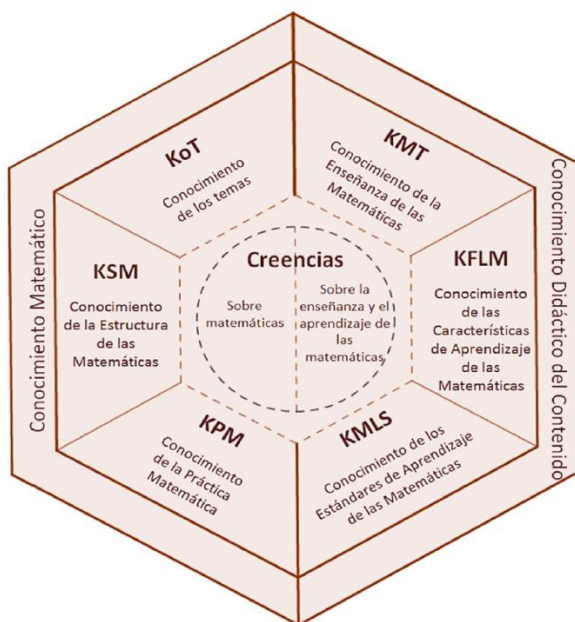 KoT
Conocimiento
de los temas
KMT
Conocimiento de la
Enseñanza de las
Matemáticas
Conocimiento Matemático
KSM
Conocimiento
de la Estructura
de las
Matemáticas
Creencias
Sobre
matemáticas
Sobre la
enseñanza y el
aprendizaje de
las
matemáticas
KFLM
Conocimiento
de las
Características
de Aprendizaje
de las
Matemáticas
Conocimiento Didáctico del Contenido
KPM
Conocimiento
de la Práctica
Matemática
KMLS
Conocimiento de los
Estándares de Aprendizaje
de las Matemáticas